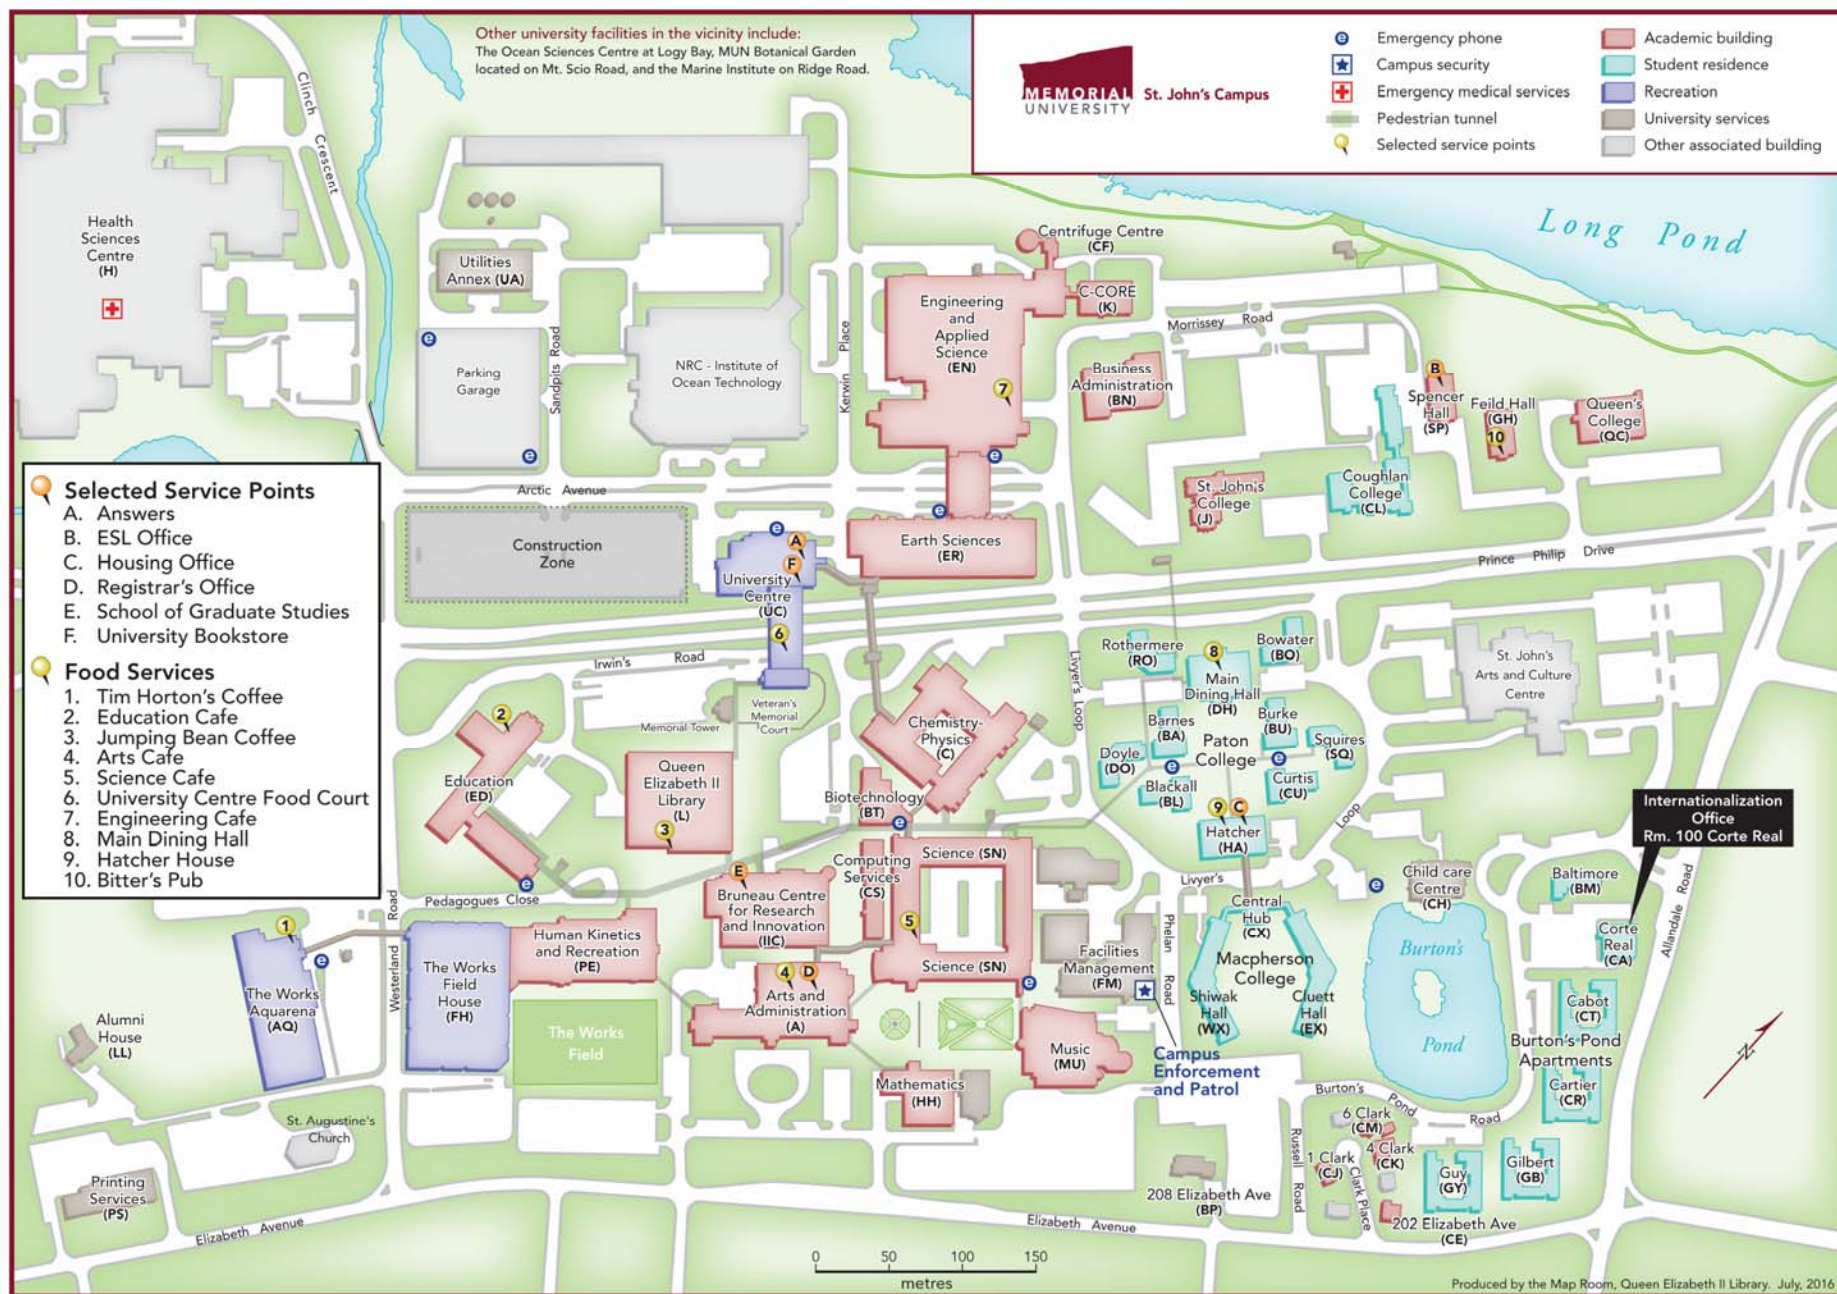 Other university facilities in the vicinity include:
The Ocean Sciences Centre at Logy Bay, MUN Botanical Garden
located on Mt. Scio Road, and the Marine Institute on Ridge Road.
MEMORIAL
UNIVERSITY
St. John's Campus
Emergency phone
Campus security
Emergency medical services
Pedestrian tunnel
Selected service points
Academic building
Student residence
Recreation
University services
Other associated building
Long Pond
Clinch Crescent
Health
Sciences
Centre
(H)
Utilities
Annex (UA)
Parking
Garage
Sandpits Road
NRC - Institute of
Ocean Technology
Kerwin Place
Centrifuge Centre
(CF)
C-CORE
(K)
Engineering
and
Applied
Science
(EN)
7
Morrissey Road
Business
Administration
(BN)
B
Spencer
Hall
(SP)
Feild Hall
(GH)
10
Queen's
College
(QC)
St. John's
College
(J)
Coughlan
College
(CL)
Arctic Avenue
Construction
Zone
Earth Sciences
(ER)
A
F
University
Centre
(UC)
6
Prince Philip Drive
Selected Service Points
A. Answers
B. ESL Office
C. Housing Office
D. Registrar's Office
E. School of Graduate Studies
F. University Bookstore
Food Services
1. Tim Horton's Coffee
2. Education Cafe
3. Jumping Bean Coffee
4. Arts Cafe
5. Science Cafe
6. University Centre Food Court
7. Engineering Cafe
8. Main Dining Hall
9. Hatcher House
10. Bitter's Pub
Irwin's Road
Veteran's
Memorial
Court
Memorial Tower
2
Education
(ED)
Queen
Elizabeth II
Library
(L)
3
Chemistry-
Physics
(C)
Biotechnology
(BT)
Livyer's Loop
Rothermere
(RO)
8
Main
Dining Hall
(DH)
Bowater
(BO)
Barnes
(BA)
Burke
(BU)
Paton
College
Squires
(SQ)
Doyle
(DO)
Blackall
(BL)
Curtis
(CU)
9
C
Hatcher
(HA)
St. John's
Arts and Culture
Centre
Internationalization
Office
Rm. 100 Corte Real
Livyer's Loop
Computing
Services
(CS)
Science (SN)
5
Science (SN)
E
Bruneau Centre
for Research
and Innovation
(IIC)
Pedagogues Close
Westerland Road
1
The Works
Aquarena
(AQ)
The Works
Field
House
(FH)
Human Kinetics
and Recreation
(PE)
The Works
Field
4
D
Arts and
Administration
(A)
Facilities
Management
(FM)
Phelan Road
Central
Hub
(CX)
Macpherson
College
Shiwak
Hall
(WX)
Cluett
Hall
(EX)
Child care
Centre
(CH)
Burton's
Pond
Baltimore
(BM)
Corte
Real
(CA)
Allandale Road
Cabot
(CT)
Burton's Pond
Apartments
Cartier
(CR)
N
Alumni
House
(LL)
St. Augustine's
Church
Printing
Services
(PS)
Mathematics
(HH)
Music
(MU)
Campus
Enforcement
and Patrol
Burton's Pond Road
6 Clark
(CM)
4 Clark
(CK)
1 Clark
(CJ)
Clark Place
Russell Road
Guy
(GY)
Gilbert
(GB)
208 Elizabeth Ave
(BP)
202 Elizabeth Ave
(CE)
Elizabeth Avenue
Elizabeth Avenue
0 50 100 150
metres
Produced by the Map Room, Queen Elizabeth II Library. July, 2016